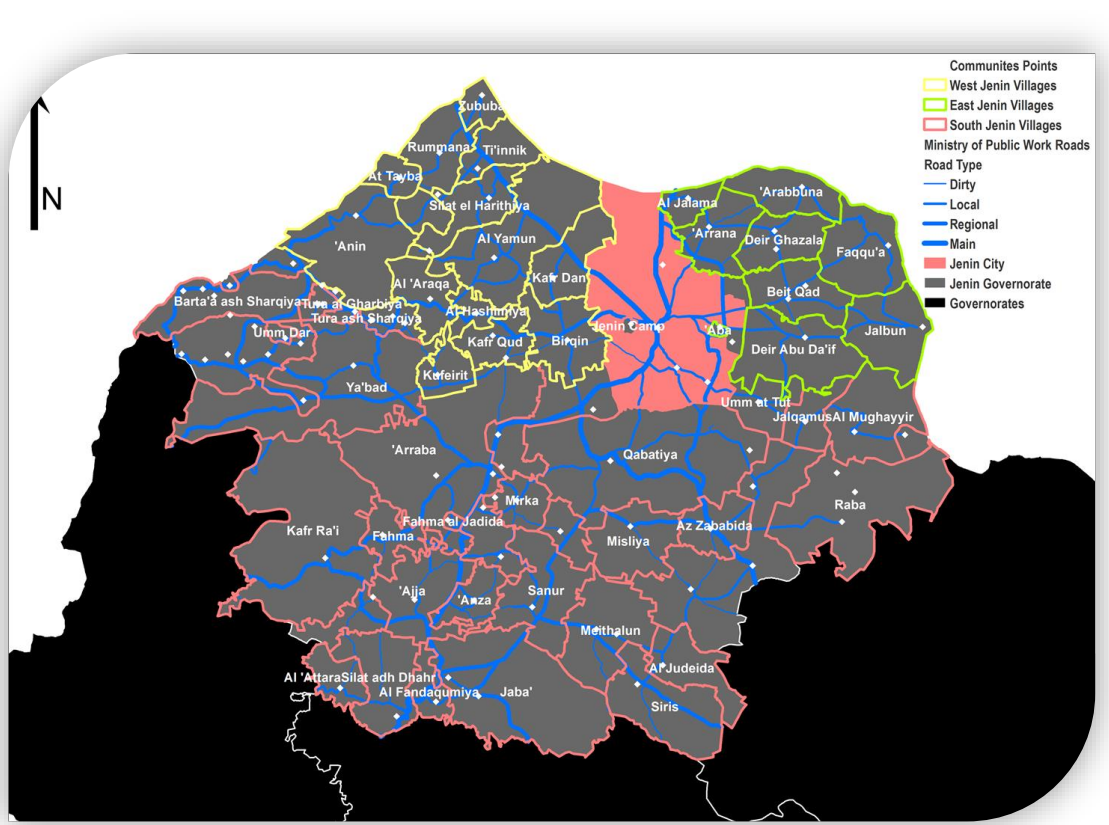 Communites Points
West Jenin Villages
East Jenin Villages
South Jenin Villages
Ministry of Public Work Roads
Road Type
Dirty
Local
Regional
Main
Jenin City
Jenin Governorate
Governorates
N
Zububa
Rummana
Ti'innik
At Tayba
Silat el Harithiya
'Anin
Al Yamun
Kafr Dan
Al 'Araqa
Al Hashimiya
Barta'a ash Sharqiya
Tura al Gharbiya
Tura ash Sharqiya
Umm Dar
Kafr Qud
Birqin
Kufeirit
Ya'bad
Al Jalama
'Arrana
'Arabbuna
Deir Ghazala
Faqqu'a
Beit Qad
Jenin Camp
'Aba
Deir Abu Da'if
Jalbun
Umm at Tut
Jalqamus
Al Mughayyir
'Arraba
Qabatiya
Raba
Mirka
Kafr Ra'i
Fahma al Jadida
Fahma
Misliya
Az Zababida
'Ajja
'Anza
Sanur
Meithalun
Al 'Attara
Silat adh Dhahr
Al Fandaqumiya
Jaba'
Al Judeida
Siris